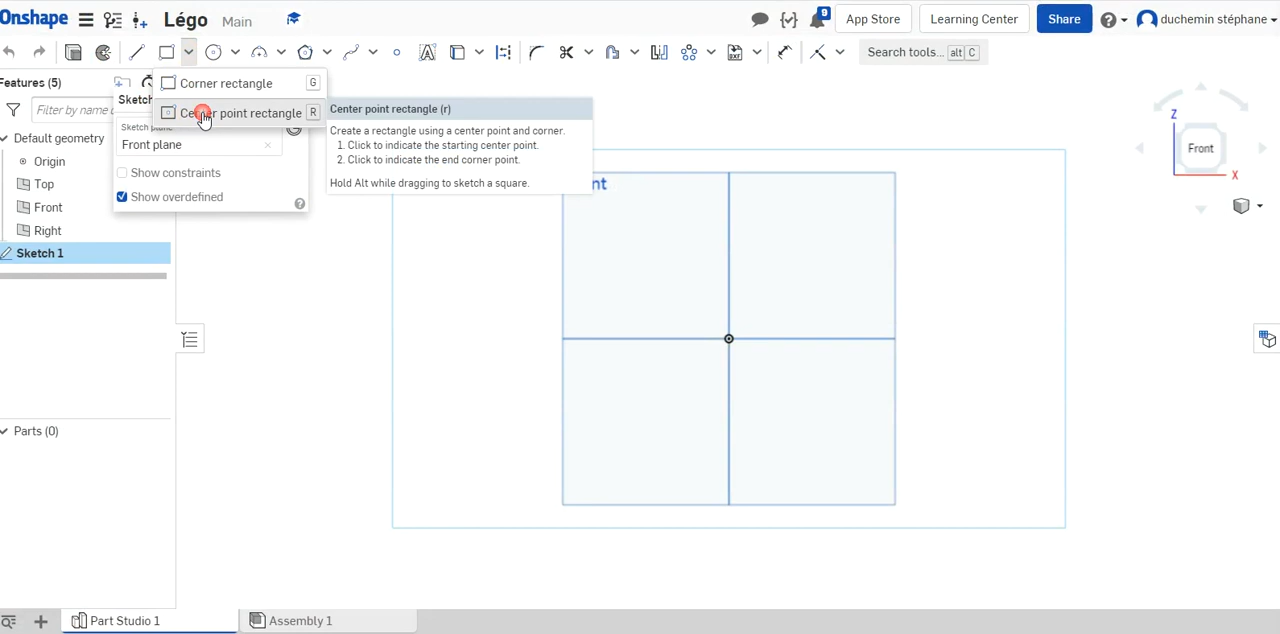 Onshape
Légo
Main
9
App Store
Learning Center
Share
duchemin stéphane
Search tools... alt C
Features (5)
Filter by name
Default geometry
Origin
Top
Front
Right
Sketch 1
Parts (0)
Corner rectangle G
Center point rectangle R
Sketch plane
Front plane
Show constraints
Show overdefined
Center point rectangle (r)
Create a rectangle using a center point and corner.
1. Click to indicate the starting center point.
2. Click to indicate the end corner point.
Hold Alt while dragging to sketch a square.
Z
Front
X
Part Studio 1
Assembly 1